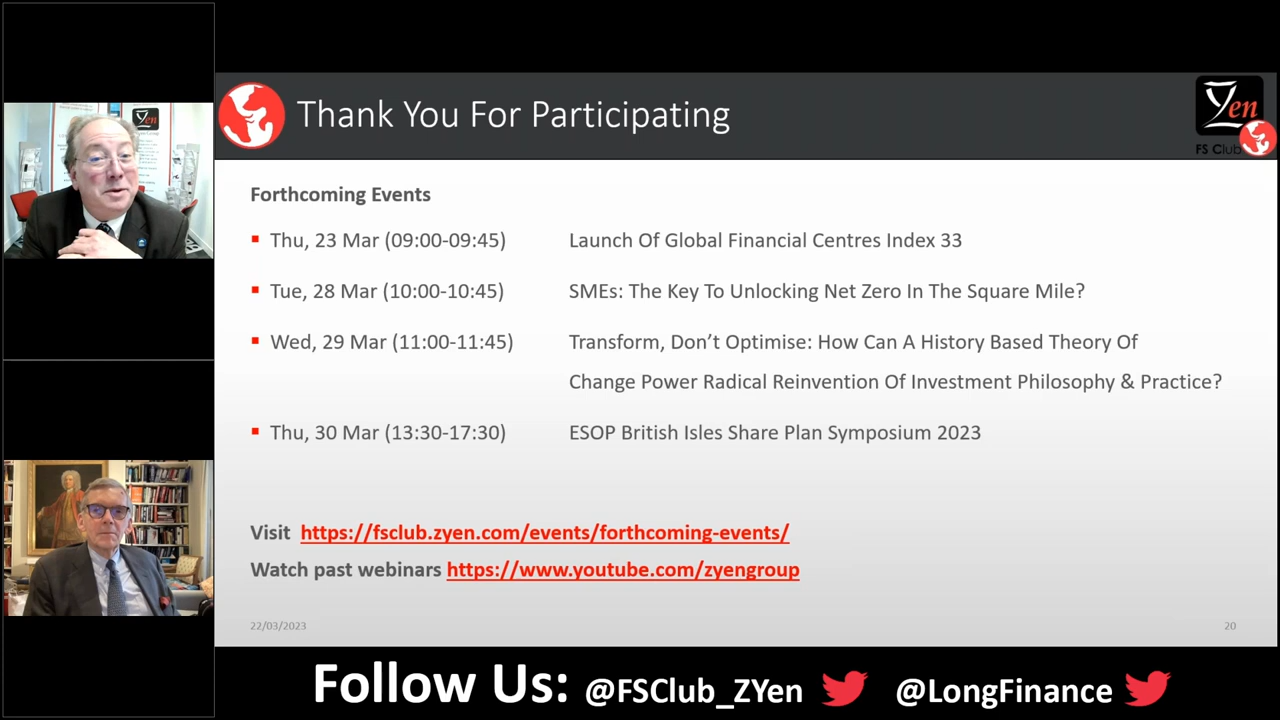 Thank You For Participating
Yen
FS Club
Forthcoming Events
Thu, 23 Mar (09:00-09:45) Launch Of Global Financial Centres Index 33
Tue, 28 Mar (10:00-10:45) SMEs: The Key To Unlocking Net Zero In The Square Mile?
Wed, 29 Mar (11:00-11:45) Transform, Don’t Optimise: How Can A History Based Theory Of
Change Power Radical Reinvention Of Investment Philosophy & Practice?
Thu, 30 Mar (13:30-17:30) ESOP British Isles Share Plan Symposium 2023
Visit https://fsclub.zyen.com/events/forthcoming-events/
Watch past webinars https://www.youtube.com/zyengroup
22/03/2023 20
Follow Us: @FSClub_ZYen @LongFinance
Yen